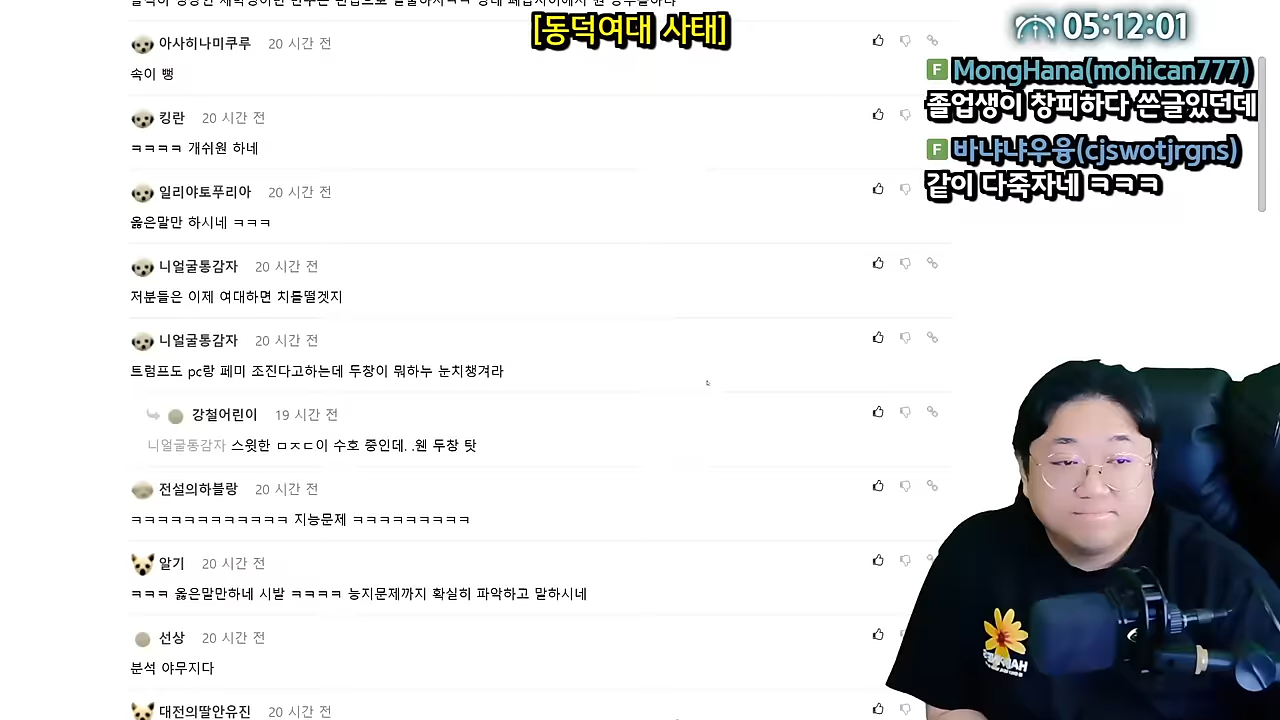 [동덕여대 사태]
05:12:01
아사히나미쿠루 20 시간 전
속이 뻥
킹란 20 시간 전
ㅋㅋㅋㅋ 개쉬원 하네
일리야토푸리아 20 시간 전
옳은말만 하시네 ㅋㅋㅋ
니얼굴통감자 20 시간 전
저분들은 이제 여대하면 치를떨겟지
니얼굴통감자 20 시간 전
트럼프도 pc랑 페미 조진다고하는데 두창이 뭐하누 눈치챙겨라
강철어린이 19 시간 전
니얼굴통감자 스윗한 ㅁㅈㄷ이 수호 중인데. .웬 두창 탓
전설의하블랑 20 시간 전
ㅋㅋㅋㅋㅋㅋㅋㅋㅋㅋㅋㅋ 지능문제 ㅋㅋㅋㅋㅋㅋㅋㅋㅋ
알기 20 시간 전
ㅋㅋㅋ 옳은말만하네 시발 ㅋㅋㅋㅋ 능지문제까지 확실히 파악하고 말하시네
선상 20 시간 전
분석 야무지다
대전의딸안유진 20 시간 전
F MongHana(mohican777)
졸업생이 창피하다 쓴글있던데
F 바냐냐우융(cjswotjrgns)
같이 다죽자네 ㅋㅋㅋ